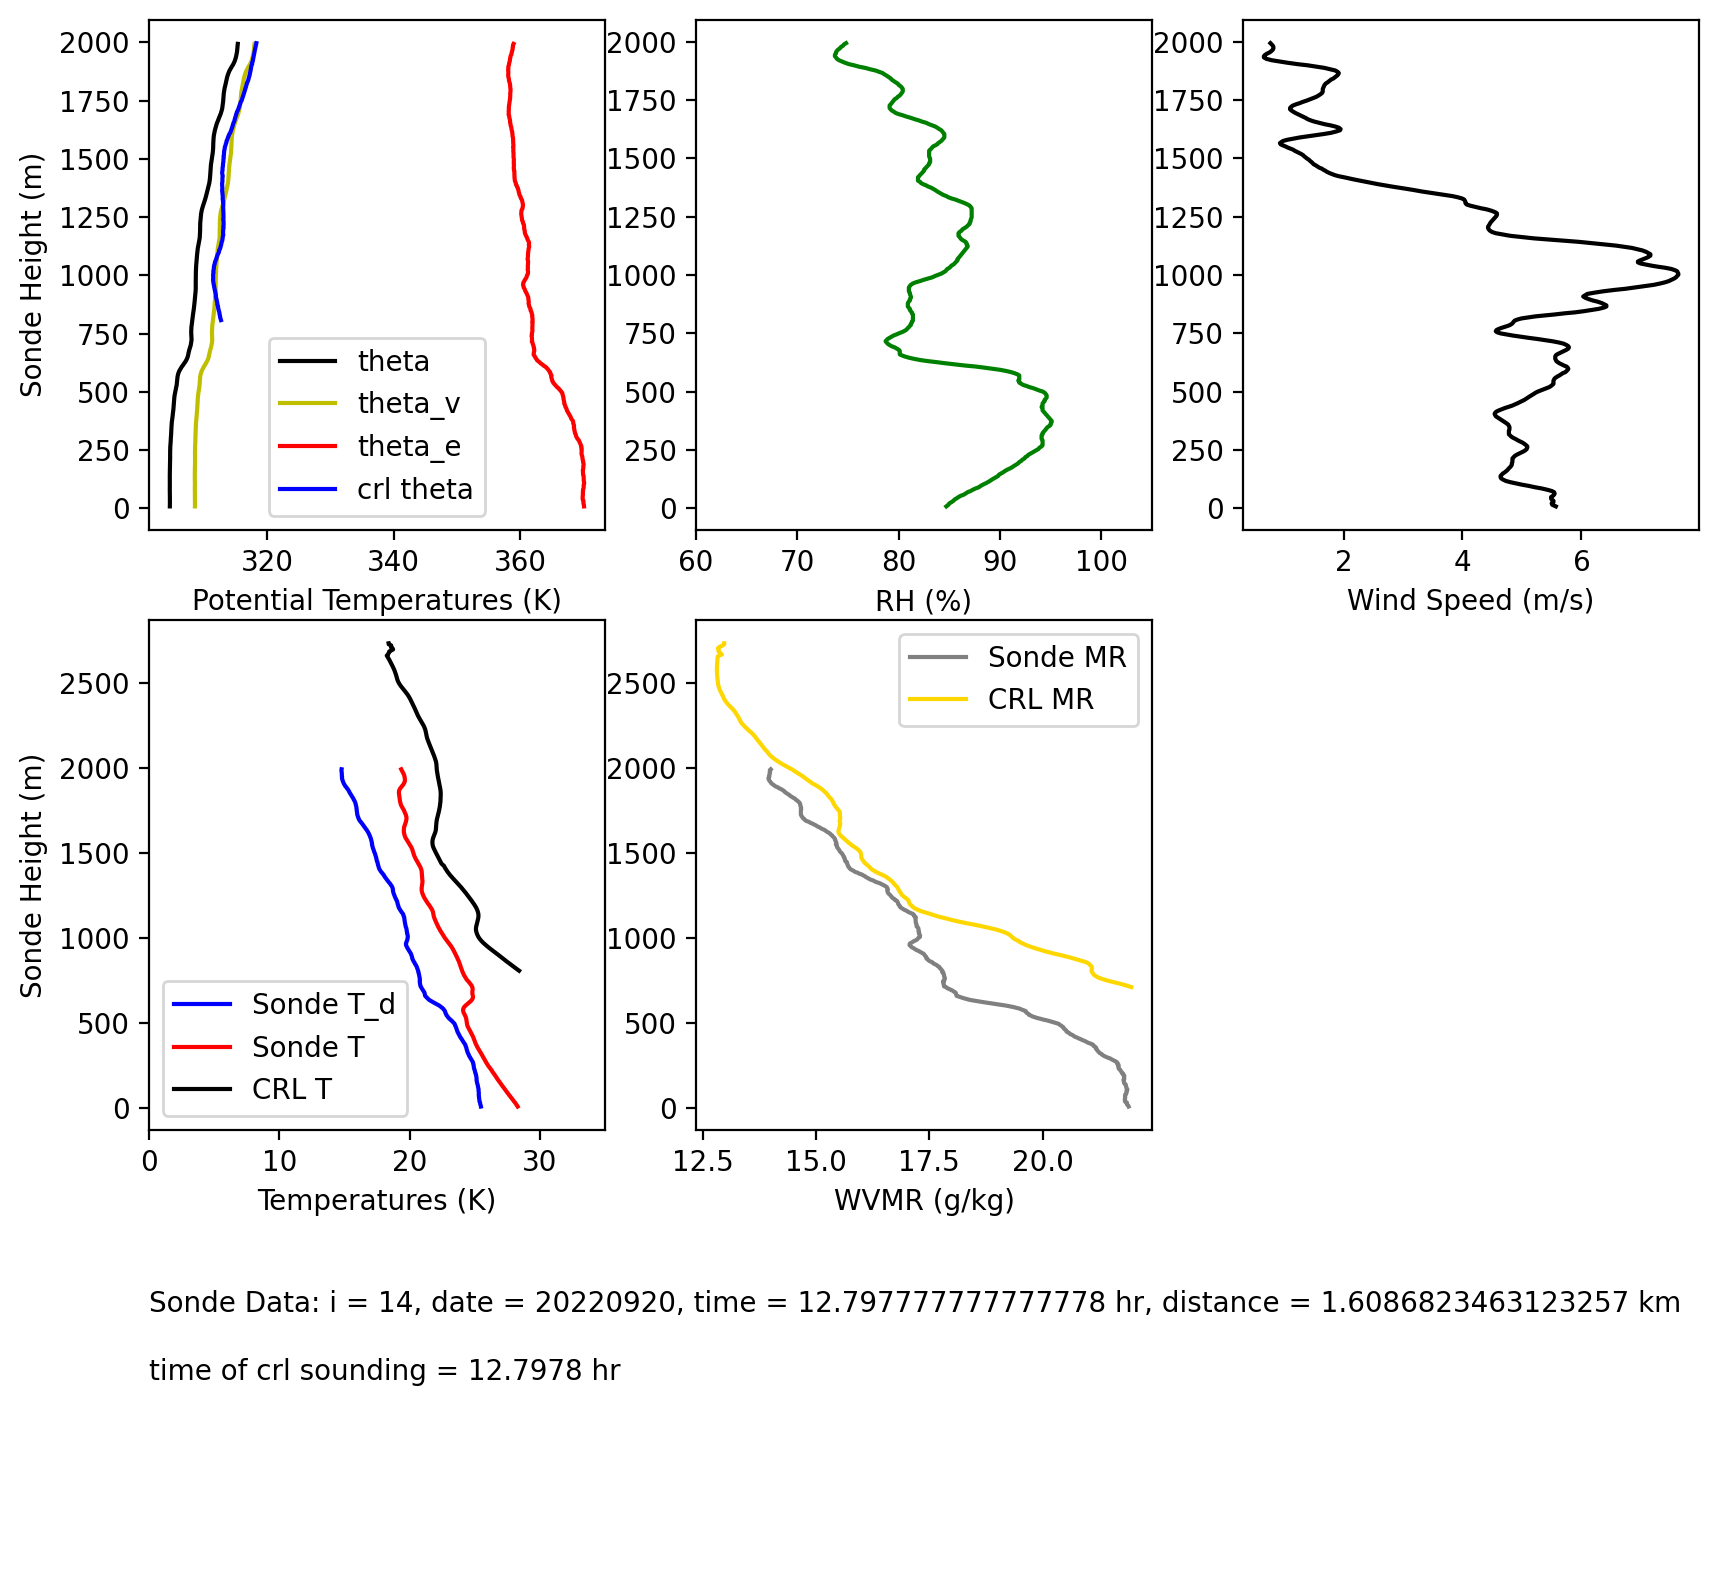 2000
1750
1500
1250
1000
750
500
250
0
Sonde Height (m)
theta
theta_v
theta_e
crl theta
320 340 360
Potential Temperatures (K)
2000
1750
1500
1250
1000
750
500
250
0
60 70 80 90 100
RH (%)
2000
1750
1500
1250
1000
750
500
250
0
2 4 6
Wind Speed (m/s)
2500
2000
1500
1000
500
0
Sonde Height (m)
Sonde T_d
Sonde T
CRL T
0 10 20 30
Temperatures (K)
2500
2000
1500
1000
500
0
Sonde MR
CRL MR
12.5 15.0 17.5 20.0
WVMR (g/kg)
Sonde Data: i = 14, date = 20220920, time = 12.797777777777778 hr, distance = 1.6086823463123257 km
time of crl sounding = 12.7978 hr